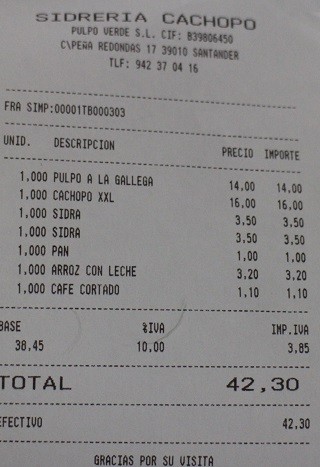 SIDRERIA CACHOPO
PULPO VERDE S.L. CIF: B39806450
C\PEÑA REDONDAS 17 39010 SANTANDER
TLF: 942 37 04 16
FRA SIMP:00001TB000303
UNID. DESCRIPCION PRECIO IMPORTE
1,000 PULPO A LA GALLEGA 14,00 14,00
1,000 CACHOPO XXL 16,00 16,00
1,000 SIDRA 3,50 3,50
1,000 SIDRA 3,50 3,50
1,000 PAN 1,00 1,00
1,000 ARROZ CON LECHE 3,20 3,20
1,000 CAFE CORTADO 1,10 1,10
BASE %IVA IMP.IVA
38,45 10,00 3,85
TOTAL 42,30
EFECTIVO 42,30
GRACIAS POR SU VISITA